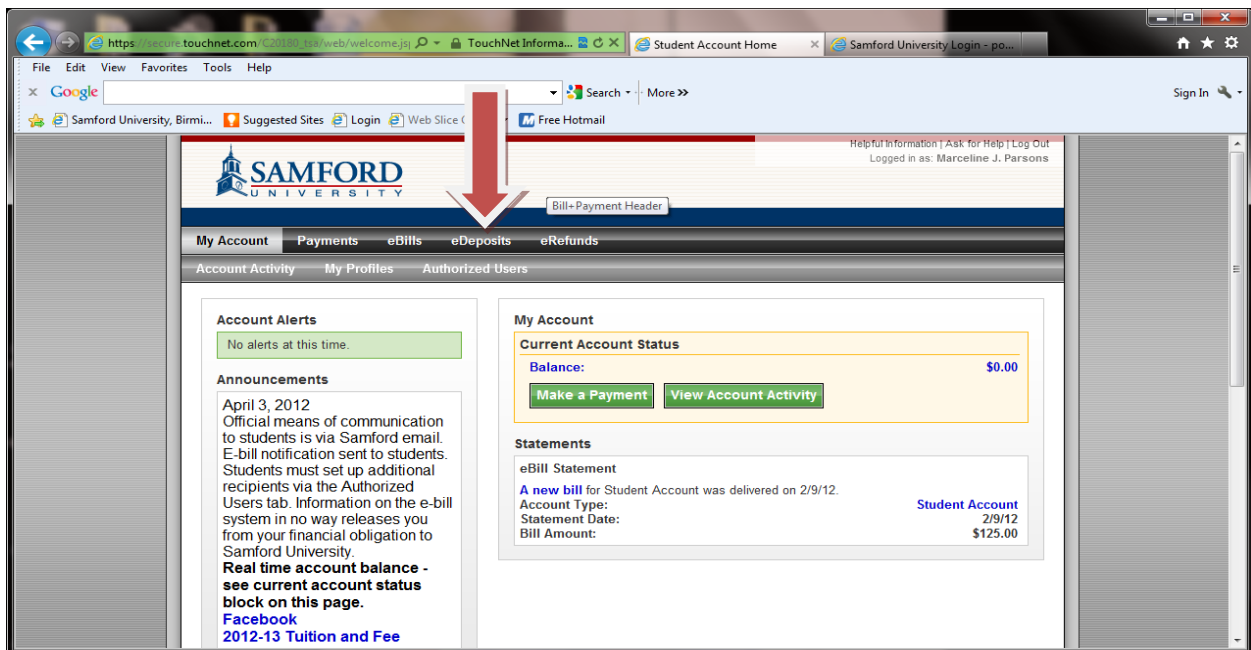 https://secure.touchnet.com/C20180_tsa/web/welcome.jsp
TouchNet Informa...
Student Account Home
Samford University Login - po...
File Edit View Favorites Tools Help
x Google
Search
More >>
Sign In
Samford University, Birmi...
Suggested Sites
Login
Web Slice
Free Hotmail
Helpful Information | Ask for Help | Log Out
Logged in as: Marceline J. Parsons
SAMFORD
UNIVERSITY
Bill+Payment Header
My Account Payments eBills eDeposits eRefunds
Account Activity My Profiles Authorized Users
Account Alerts
No alerts at this time.
Announcements
April 3, 2012
Official means of communication
to students is via Samford email.
E-bill notification sent to students.
Students must set up additional
recipients via the Authorized
Users tab. Information on the e-bill
system in no way releases you
from your financial obligation to
Samford University.
Real time account balance -
see current account status
block on this page.
Facebook
2012-13 Tuition and Fee
My Account
Current Account Status
Balance: $0.00
Make a Payment View Account Activity
Statements
eBill Statement
A new bill for Student Account was delivered on 2/9/12.
Account Type: Student Account
Statement Date: 2/9/12
Bill Amount: $125.00